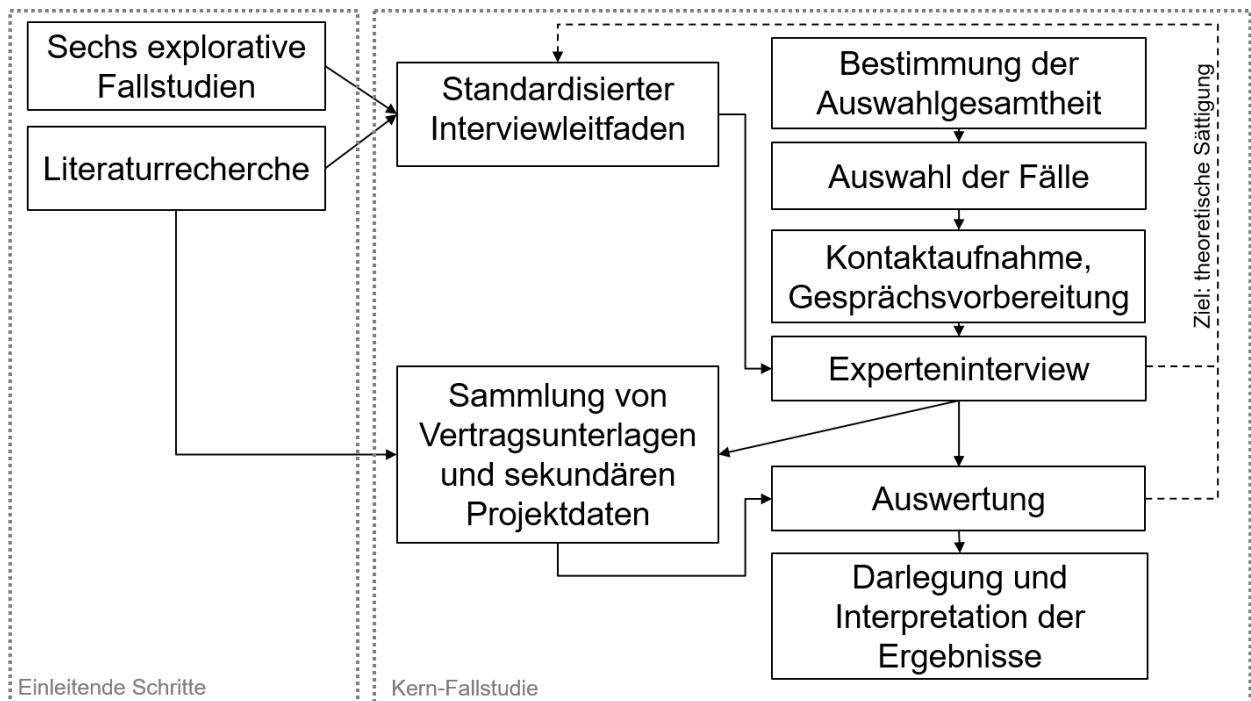 Sechs explorative
Fallstudien
Literaturrecherche
Einleitende Schritte
Standardisierter
Interviewleitfaden
Sammlung von
Vertragsunterlagen
und sekundären
Projektdaten
Bestimmung der
Auswahlgesamtheit
Auswahl der Fälle
Kontaktaufnahme,
Gesprächsvorbereitung
Experteninterview
Auswertung
Darlegung und
Interpretation der
Ergebnisse
Ziel: theoretische Sättigung
Kern-Fallstudie